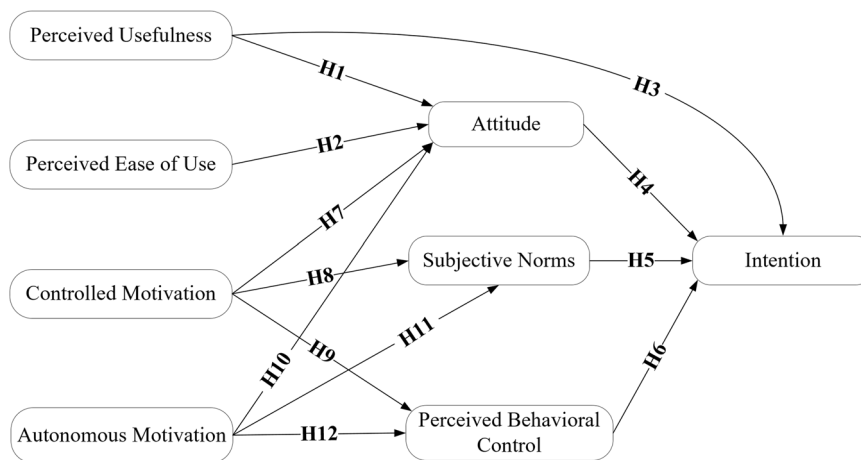 Perceived Usefulness
H1
H3
Attitude
H2
Perceived Ease of Use
H4
H7
Subjective Norms
H5
Intention
H8
Controlled Motivation
H11
H9
H10
H6
Perceived Behavioral
Control
Autonomous Motivation
H12